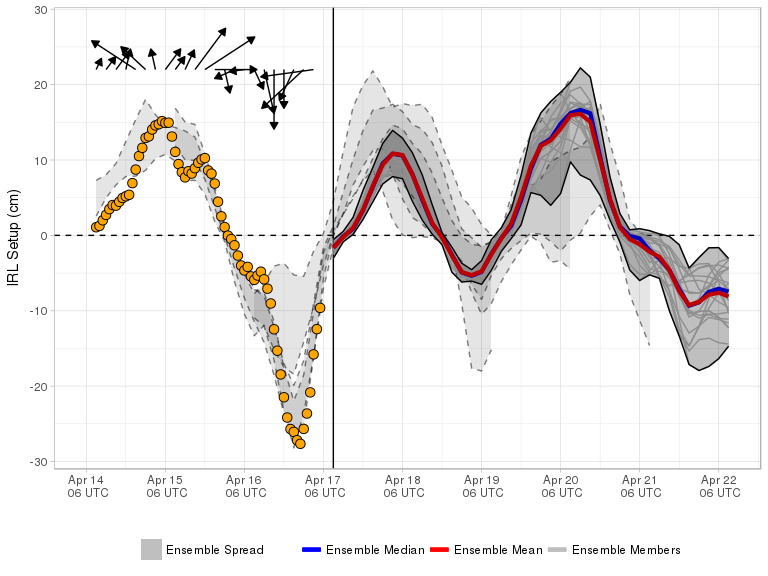 30
20
10
0
-10
-20
-30
IRL Setup (cm)
Apr 14 Apr 15 Apr 16 Apr 17 Apr 18 Apr 19 Apr 20 Apr 21 Apr 22
06 UTC 06 UTC 06 UTC 06 UTC 06 UTC 06 UTC 06 UTC 06 UTC 06 UTC
Ensemble Spread Ensemble Median Ensemble Mean Ensemble Members